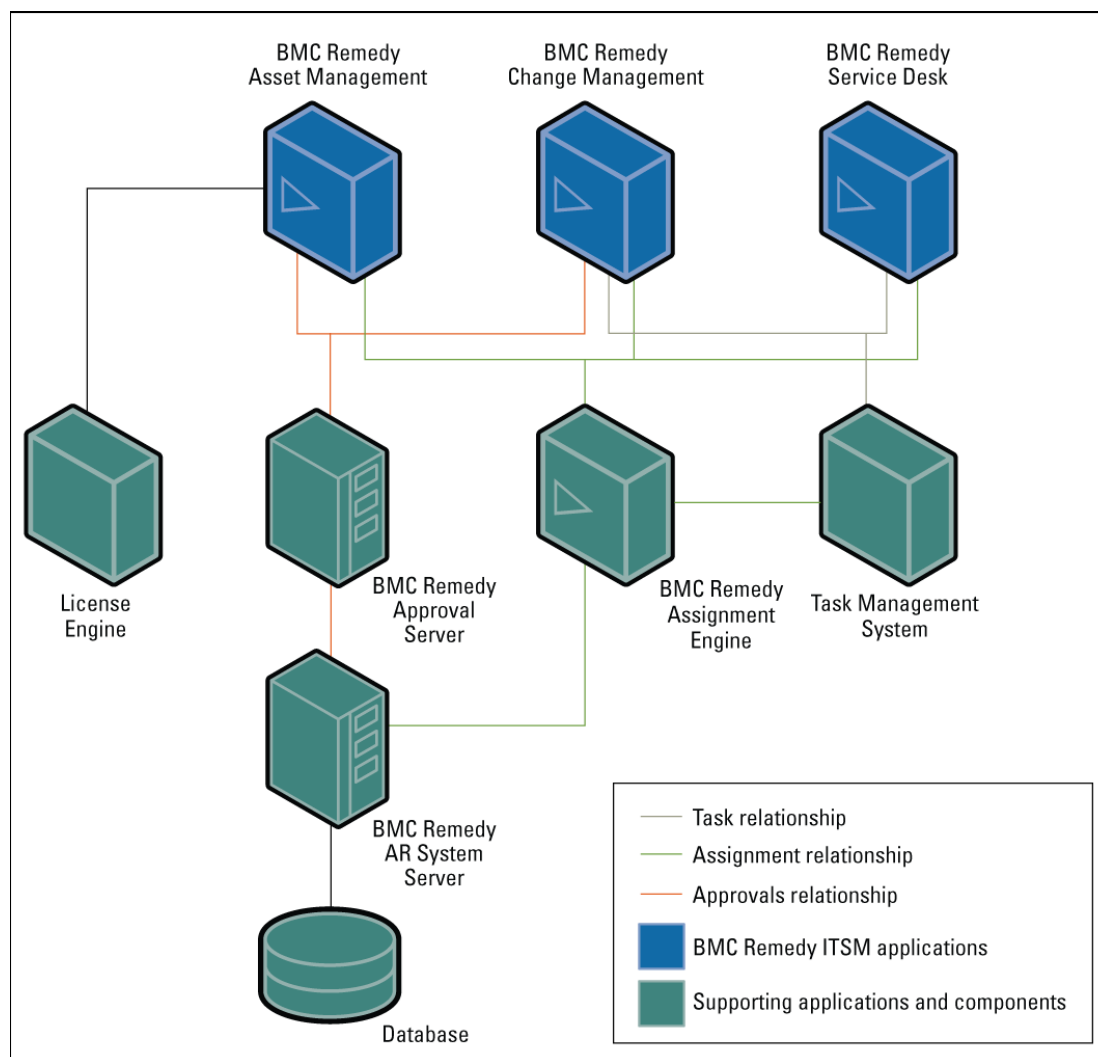 BMC Remedy
Asset Management
BMC Remedy
Change Management
BMC Remedy
Service Desk
License
Engine
BMC Remedy
Approval
Server
BMC Remedy
Assignment
Engine
Task Management
System
BMC Remedy
AR System
Server
Database
Task relationship
Assignment relationship
Approvals relationship
BMC Remedy ITSM applications
Supporting applications and components